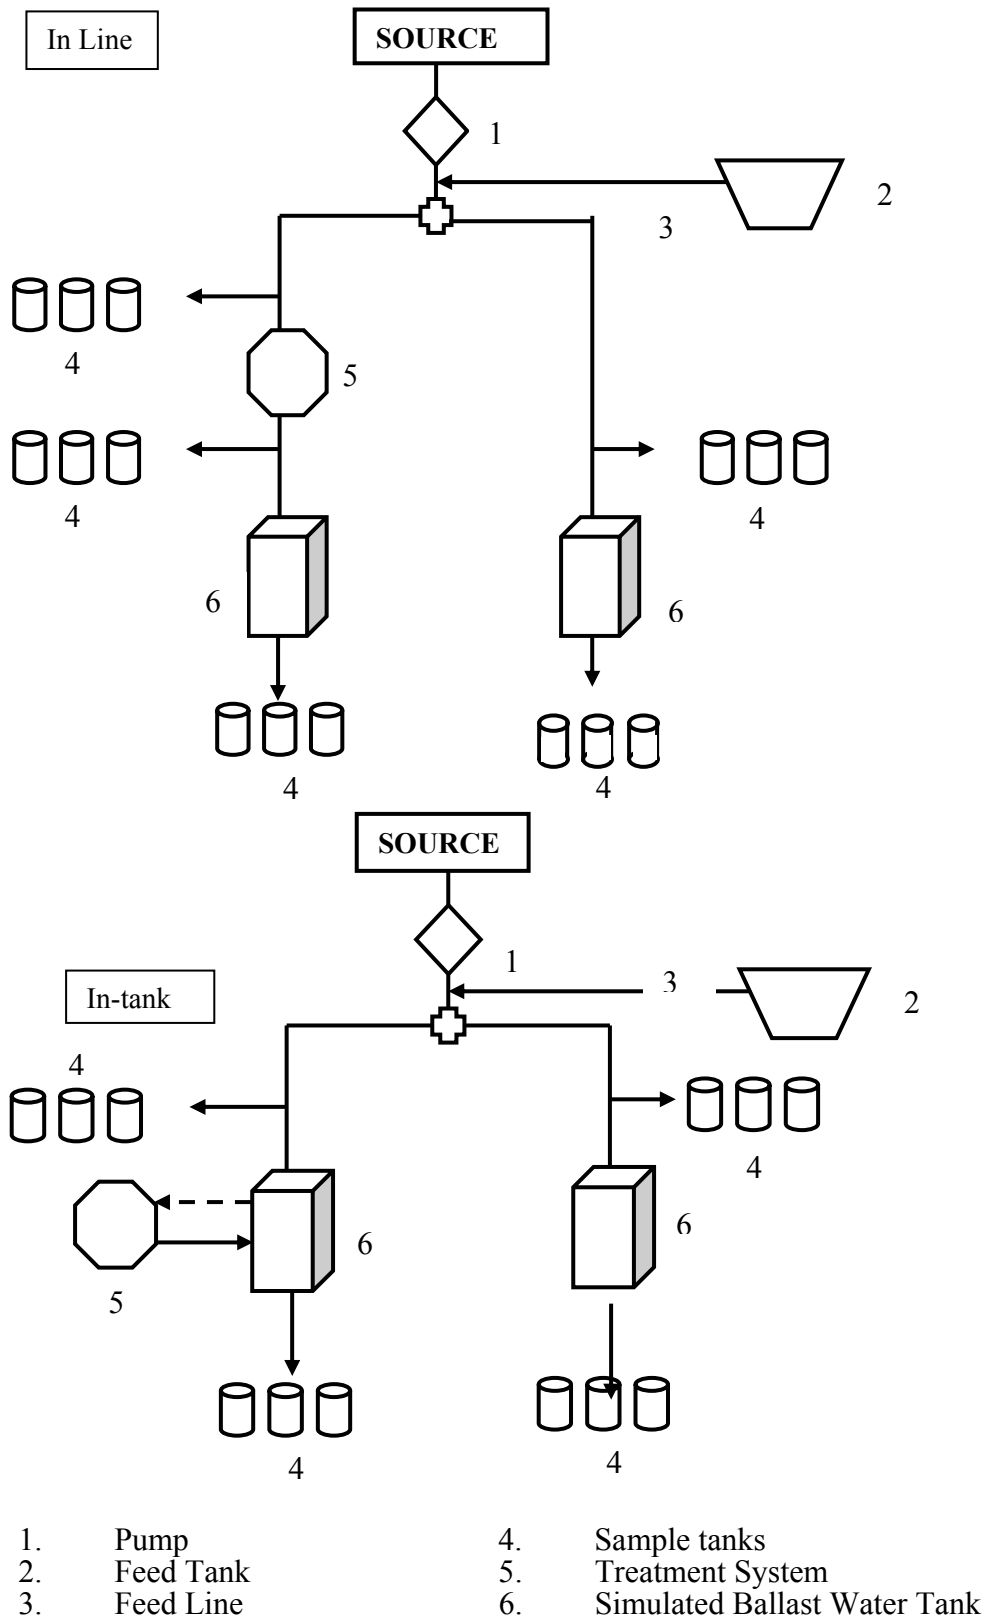 In Line
SOURCE
1
2
3
4
5
4
4
6
6
4
4
SOURCE
1
3
2
In-tank
4
4
6
6
5
4
4
1. Pump
2. Feed Tank
3. Feed Line
4. Sample tanks
5. Treatment System
6. Simulated Ballast Water Tank